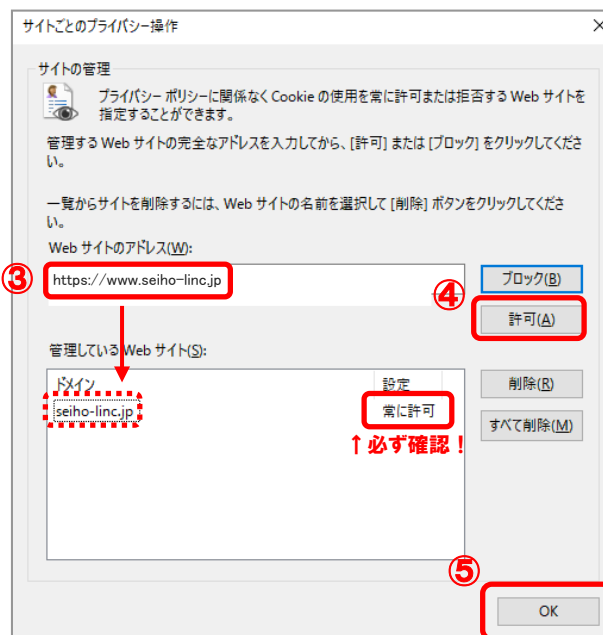 サイトごとのプライバシー操作
サイトの管理
プライバシー ポリシーに関係なく Cookie の使用を常に許可または拒否する Web サイトを
指定することができます。
管理する Web サイトの完全なアドレスを入力してから、[許可] または [ブロック] をクリックしてくださ
い。
一覧からサイトを削除するには、Web サイトの名前を選択して [削除] ボタンをクリックしてくださ
い。
Web サイトのアドレス(W):
③ https://www.seiho-linc.jp
ブロック(B)
④ 許可(A)
管理している Web サイト(S):
ドメイン 設定
seiho-linc.jp 常に許可
↑必ず確認！
削除(R)
すべて削除(M)
⑤
OK